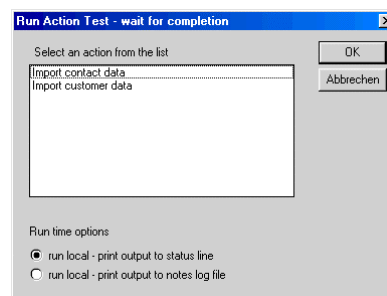 Run Action Test - wait for completion
Select an action from the list
OK
Import contact data
Abbrechen
Import customer data
Run time options
run local - print output to status line
run local - print output to notes log file